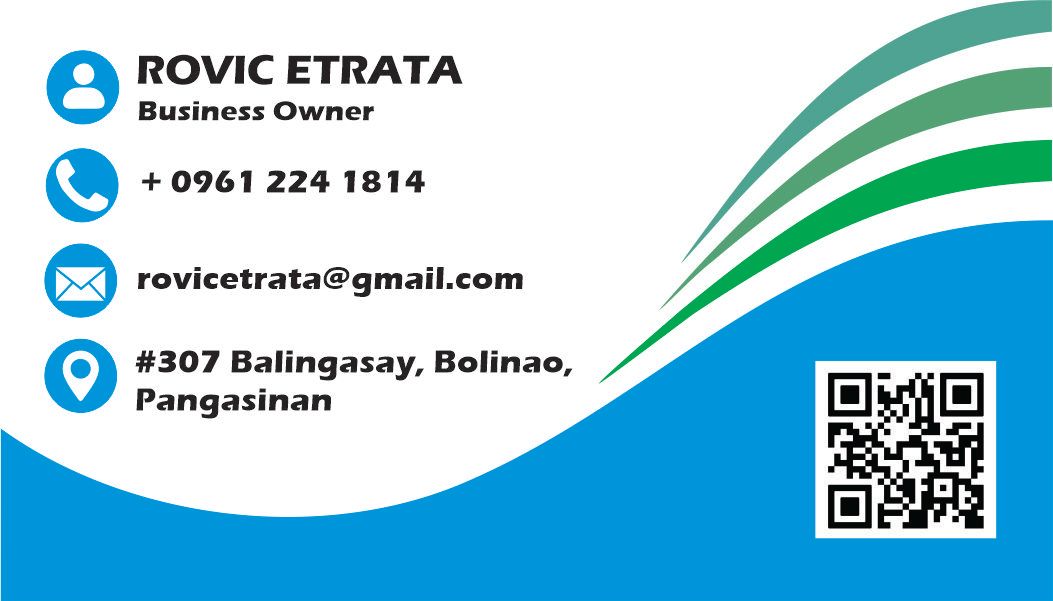 ROVIC ETRATA
Business Owner
+ 0961 224 1814
rovicetrata@gmail.com
#307 Balingasay, Bolinao,
Pangasinan